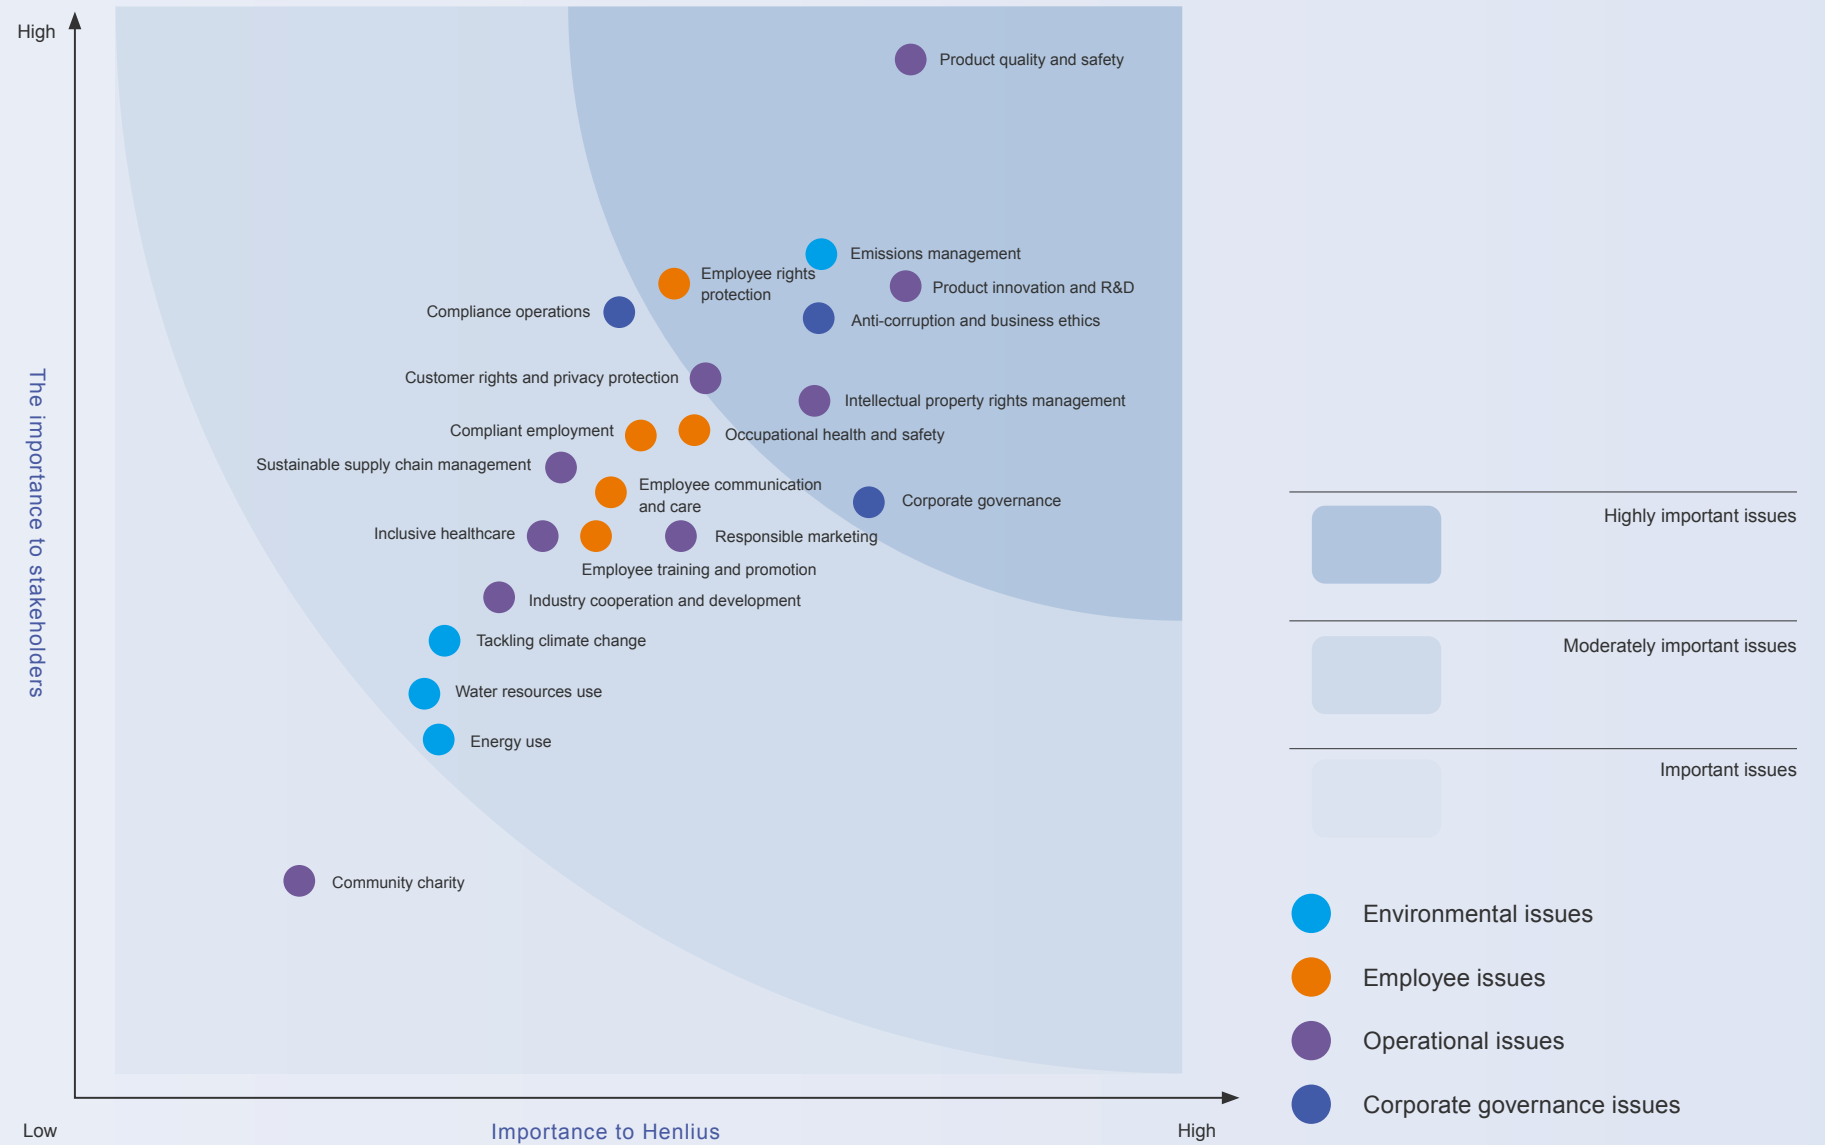 High
The importance to stakeholders
Product quality and safety
Emissions management
Employee rights
protection
Product innovation and R&D
Compliance operations
Anti-corruption and business ethics
Customer rights and privacy protection
Intellectual property rights management
Compliant employment
Occupational health and safety
Sustainable supply chain management
Employee communication
and care
Corporate governance
Inclusive healthcare
Responsible marketing
Employee training and promotion
Industry cooperation and development
Tackling climate change
Water resources use
Energy use
Community charity
Low
Importance to Henlius
High
Highly important issues
Moderately important issues
Important issues
Environmental issues
Employee issues
Operational issues
Corporate governance issues